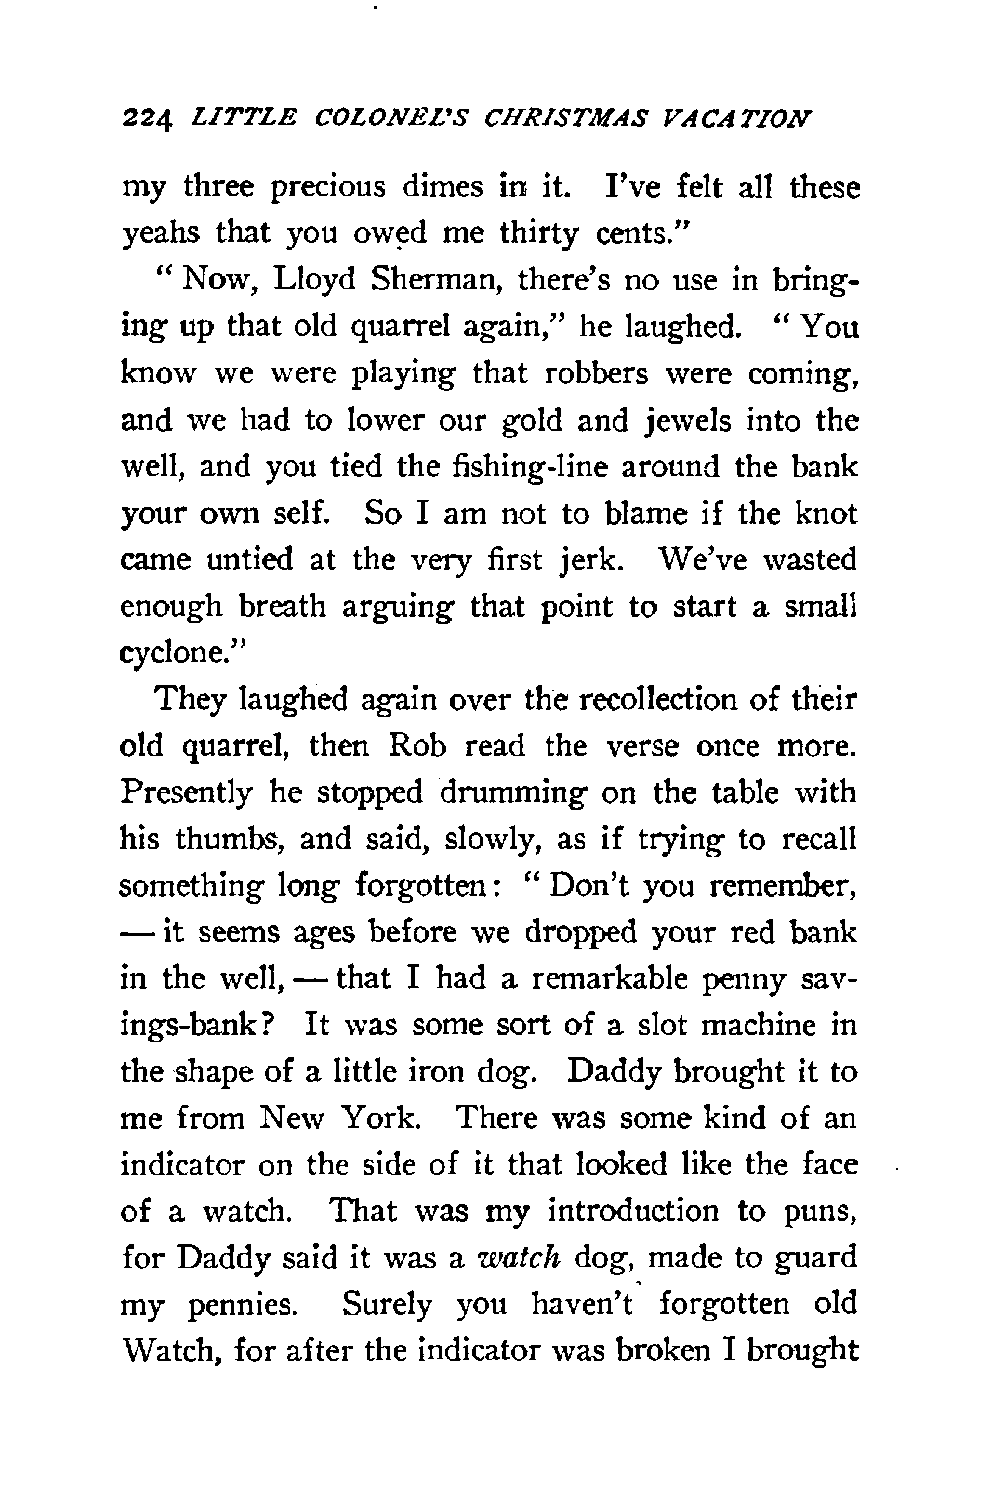 224 LITTLE COLONEL'S CHRISTMAS VACATION
my three precious dimes in it. I've felt all these
yeahs that you owed me thirty cents."
" Now, Lloyd Sherman, there's no use in bring-
ing up that old quarrel again," he laughed. " You
know we were playing that robbers were coming,
and we had to lower our gold and jewels into the
well, and you tied the fishing-line around the bank
your own self. So I am not to blame if the knot
came untied at the very first jerk. We've wasted
enough breath arguing that point to start a small
cyclone."
They laughed again over the recollection of their
old quarrel, then Rob read the verse once more.
Presently he stopped drumming on the table with
his thumbs, and said, slowly, as if trying to recall
something long forgotten: " Don't you remember,
— it seems ages before we dropped your red bank
in the well, — that I had a remarkable penny sav-
ings-bank? It was some sort of a slot machine in
the shape of a little iron dog. Daddy brought it to
me from New York. There was some kind of an
indicator on the side of it that looked like the face
of a watch. That was my introduction to puns,
for Daddy said it was a watch dog, made to guard
my pennies. Surely you haven't forgotten old
Watch, for after the indicator was broken I brought